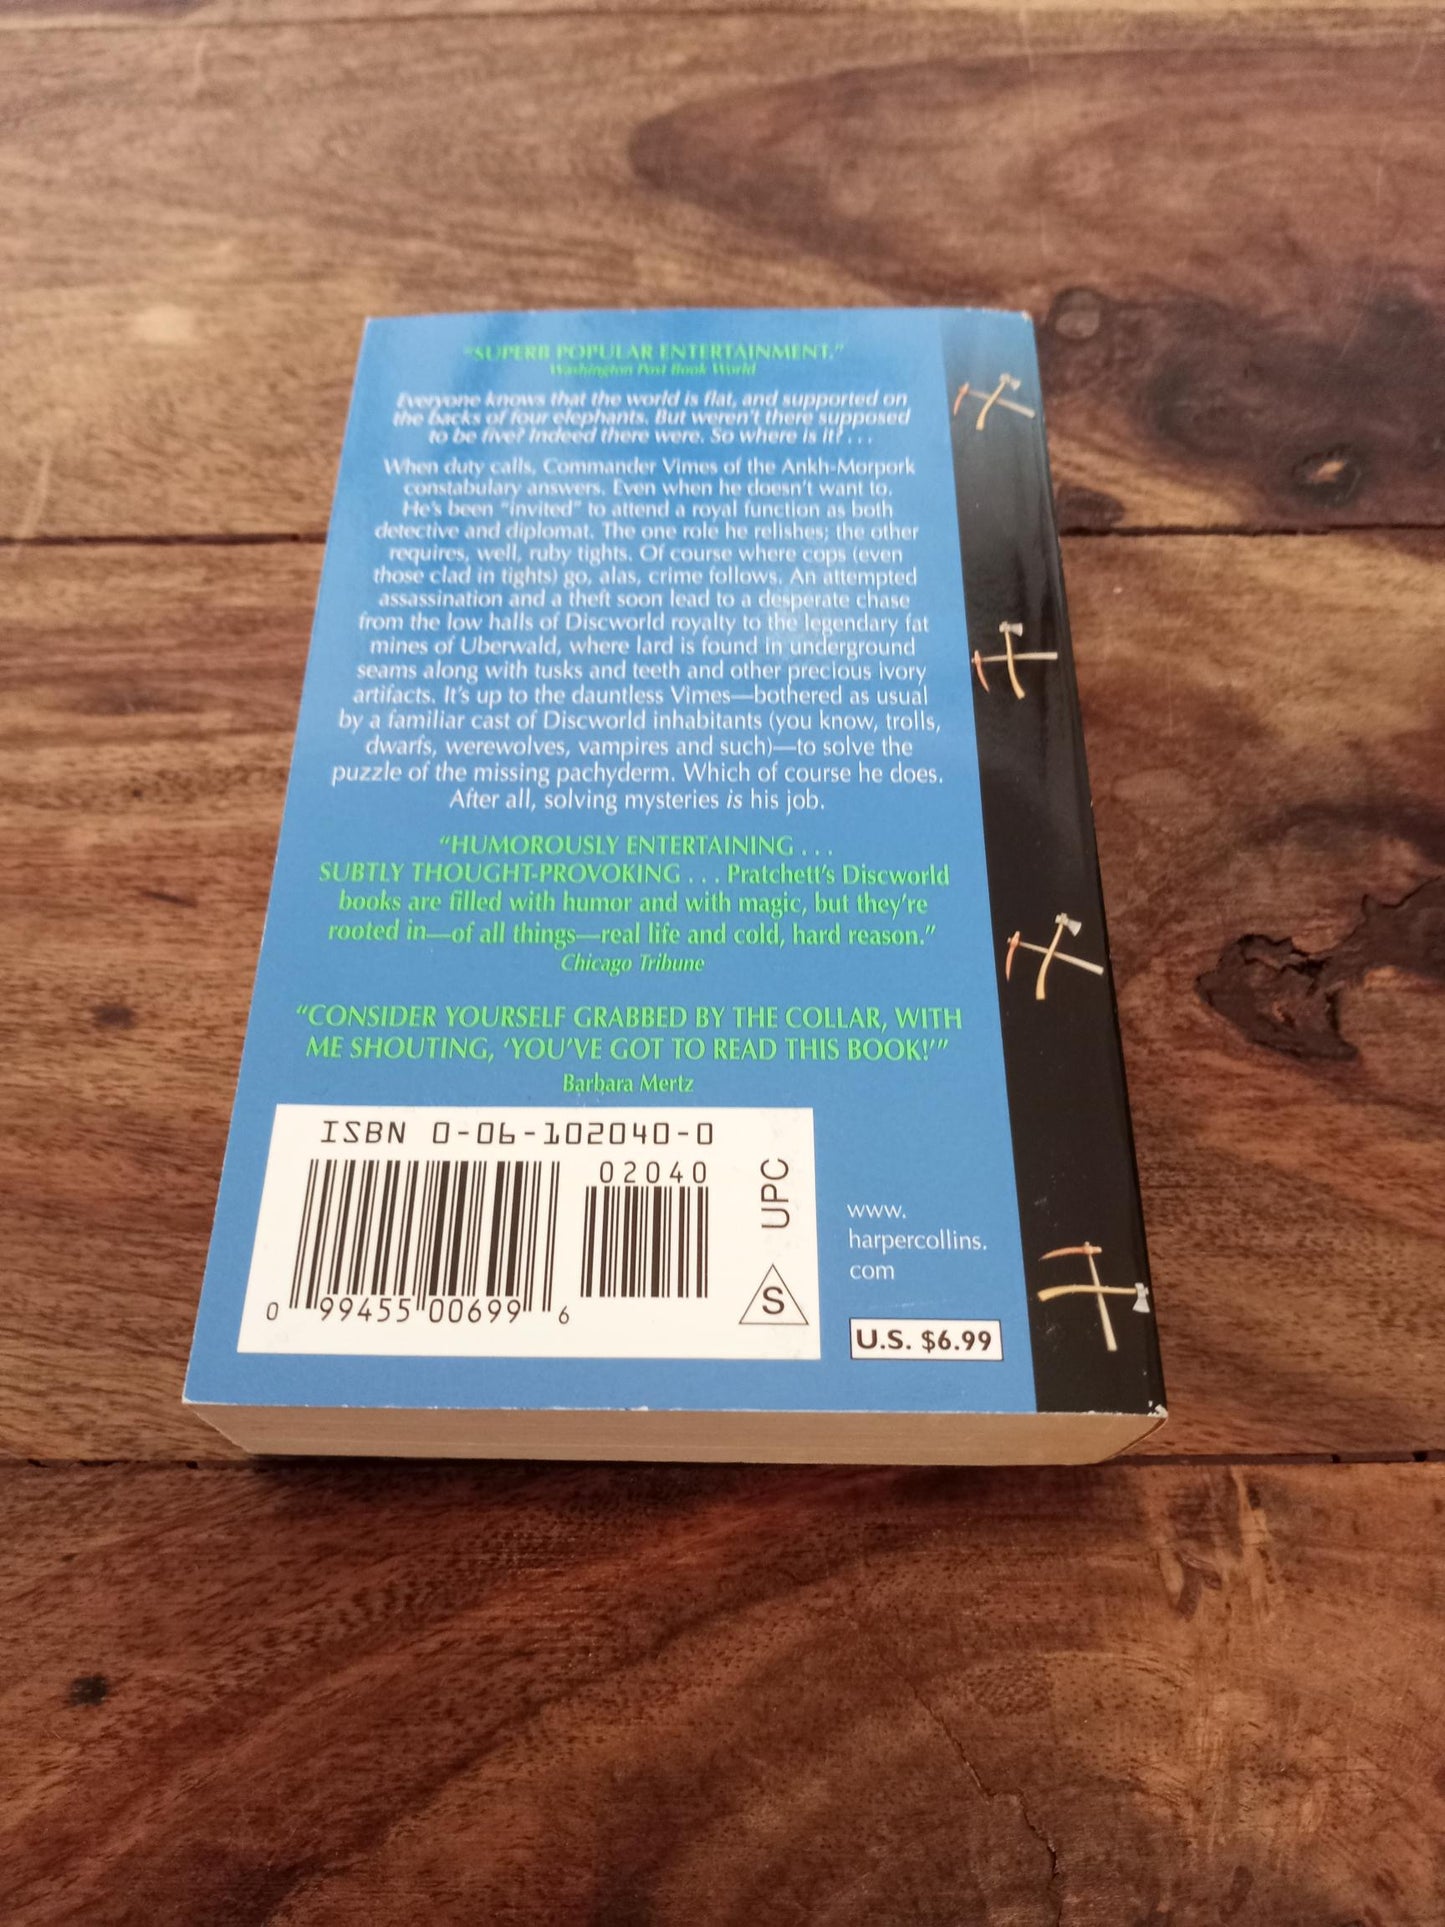 "SUPERB POPULAR ENTERTAINMENT."
Washington Post Book World
Everyone knows that the world is flat, and supported on
the backs of four elephants. But weren't there supposed
to be five? Indeed there were. So where is it? . . .
When duty calls, Commander Vimes of the Ankh-Morpork
constabulary answers. Even when he doesn't want to.
He's been "invited" to attend a royal function as both
detective and diplomat. The one role he relishes; the other
requires, well, ruby tights. Of course where cops (even
those clad in tights) go, alas, crime follows. An attempted
assassination and a theft soon lead to a desperate chase
from the low halls of Discworld royalty to the legendary fat
mines of Uberwald, where lard is found in underground
seams along with tusks and teeth and other precious ivory
artifacts. It's up to the dauntless Vimes—bothered as usual
by a familiar cast of Discworld inhabitants (you know, trolls,
dwarfs, werewolves, vampires and such)—to solve the
puzzle of the missing pachyderm. Which of course he does.
After all, solving mysteries is his job.
"HUMOROUSLY ENTERTAINING . . .
SUBTLY THOUGHT-PROVOKING . . . Pratchett's Discworld
books are filled with humor and with magic, but they're
rooted in—of all things—real life and cold, hard reason."
Chicago Tribune
"CONSIDER YOURSELF GRABBED BY THE COLLAR, WITH
ME SHOUTING, 'YOU'VE GOT TO READ THIS BOOK!'"
Barbara Mertz
ISBN 0-06-102040-0
02040
0 99455 00699 6
UPC
S
www.
harpercollins.
com
U.S. $6.99